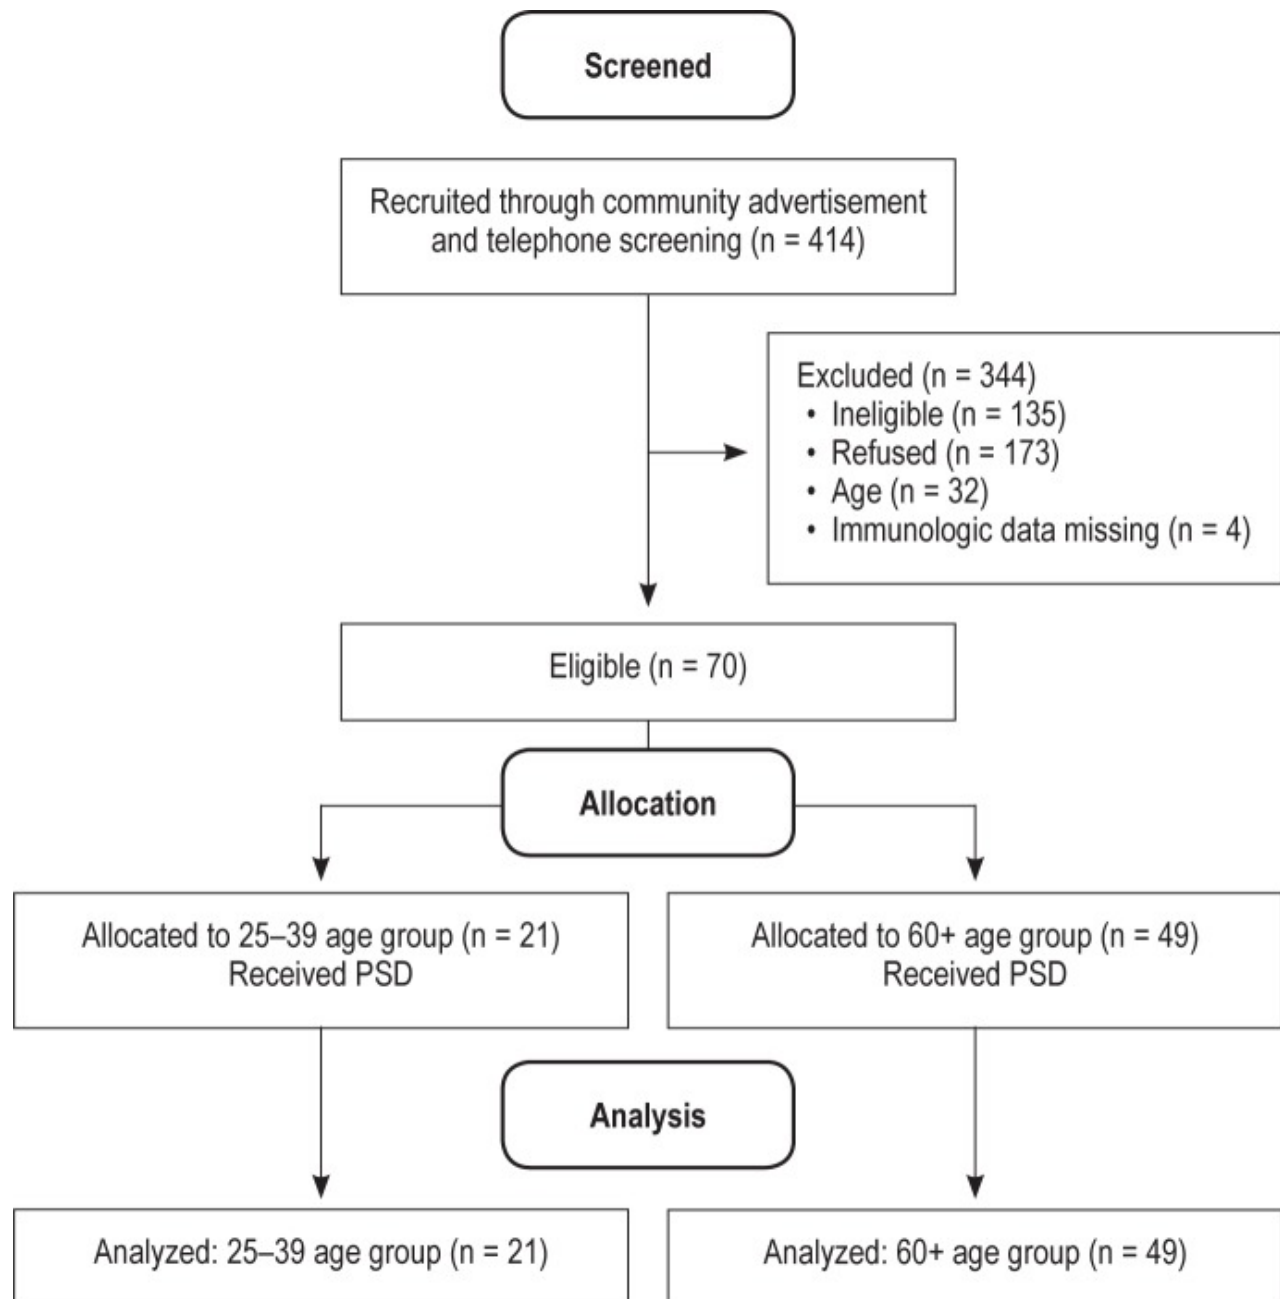 Screened
Recruited through community advertisement
and telephone screening (n = 414)
Excluded (n = 344)
• Ineligible (n = 135)
• Refused (n = 173)
• Age (n = 32)
• Immunologic data missing (n = 4)
Eligible (n = 70)
Allocation
Allocated to 25–39 age group (n = 21)
Received PSD
Allocated to 60+ age group (n = 49)
Received PSD
Analysis
Analyzed: 25–39 age group (n = 21)
Analyzed: 60+ age group (n = 49)